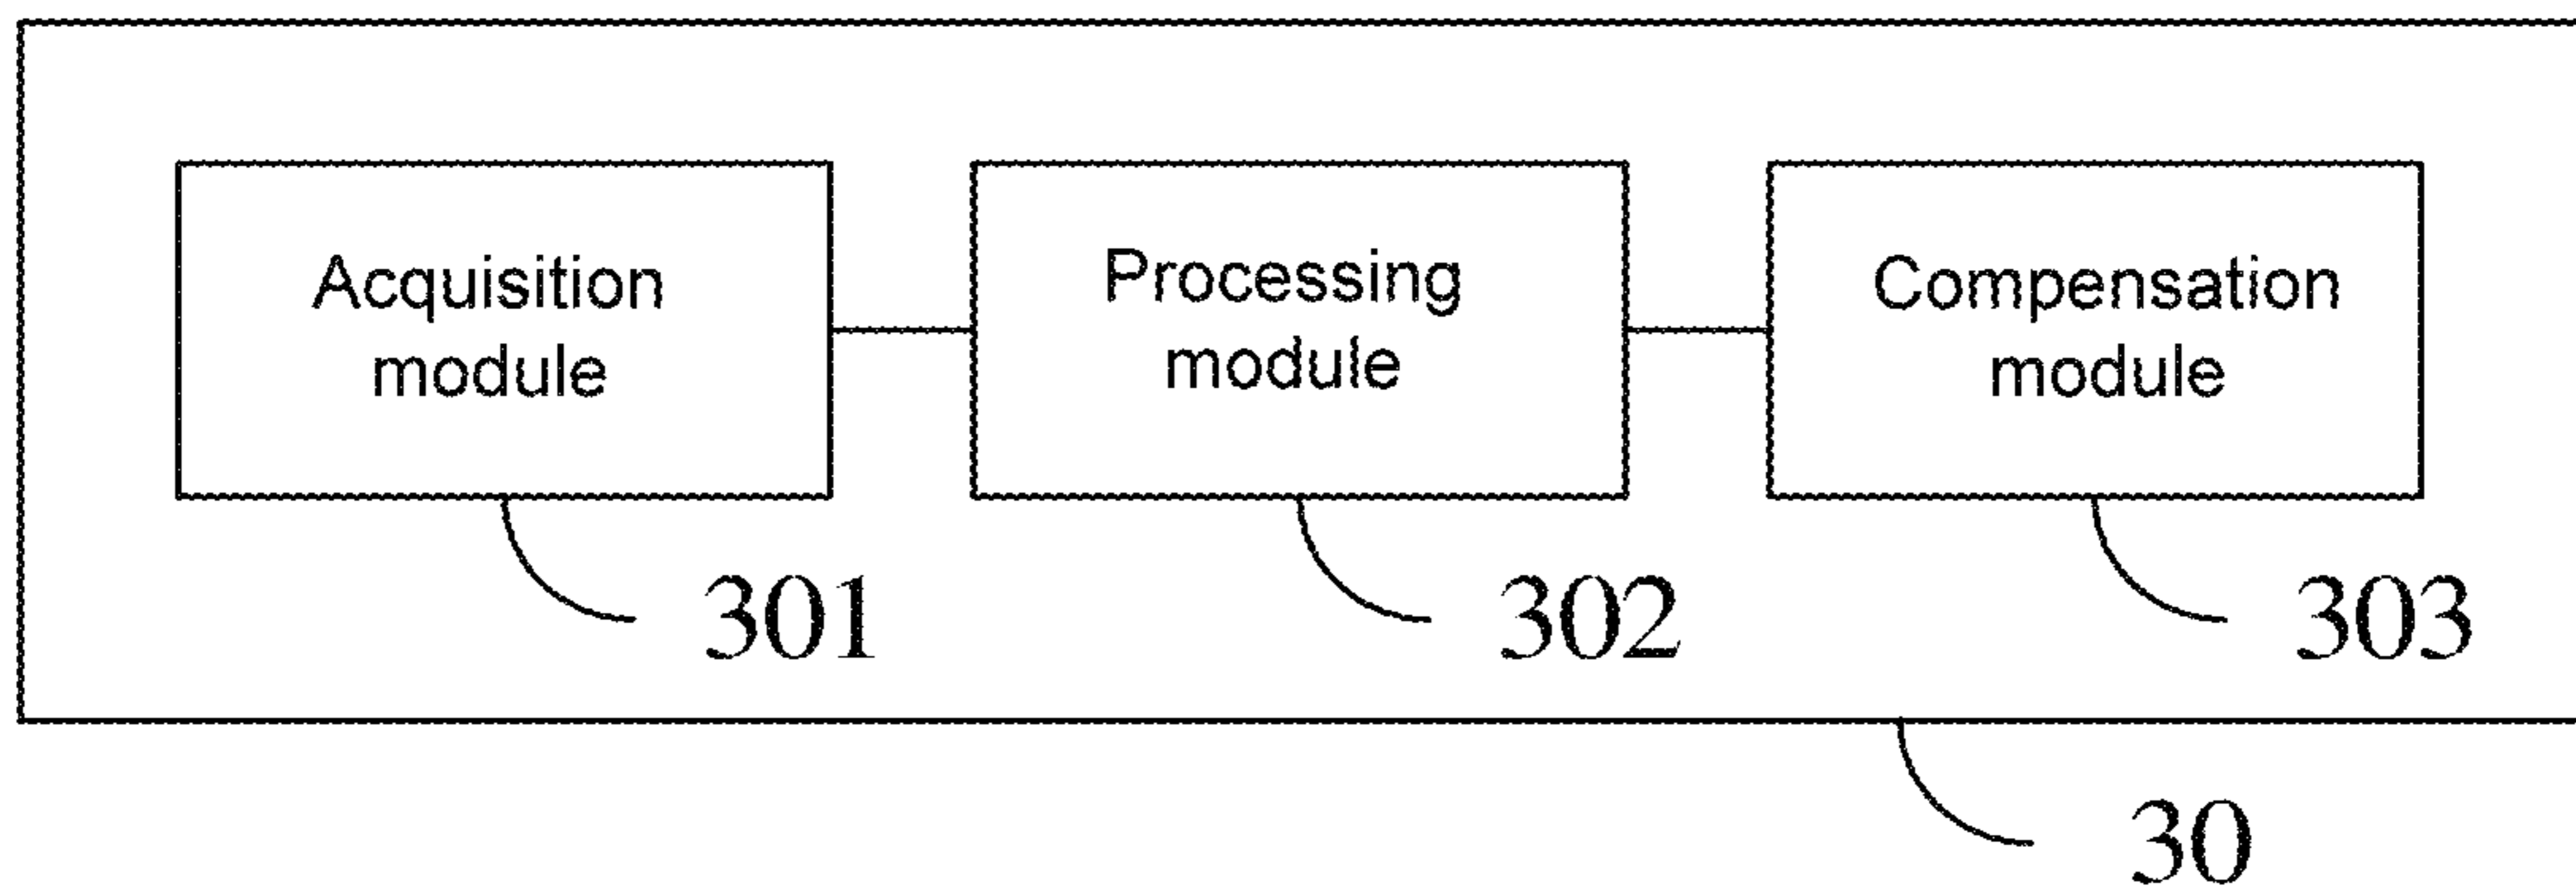 Acquisition
module
Processing
module
Compensation
module
301
302
303
30